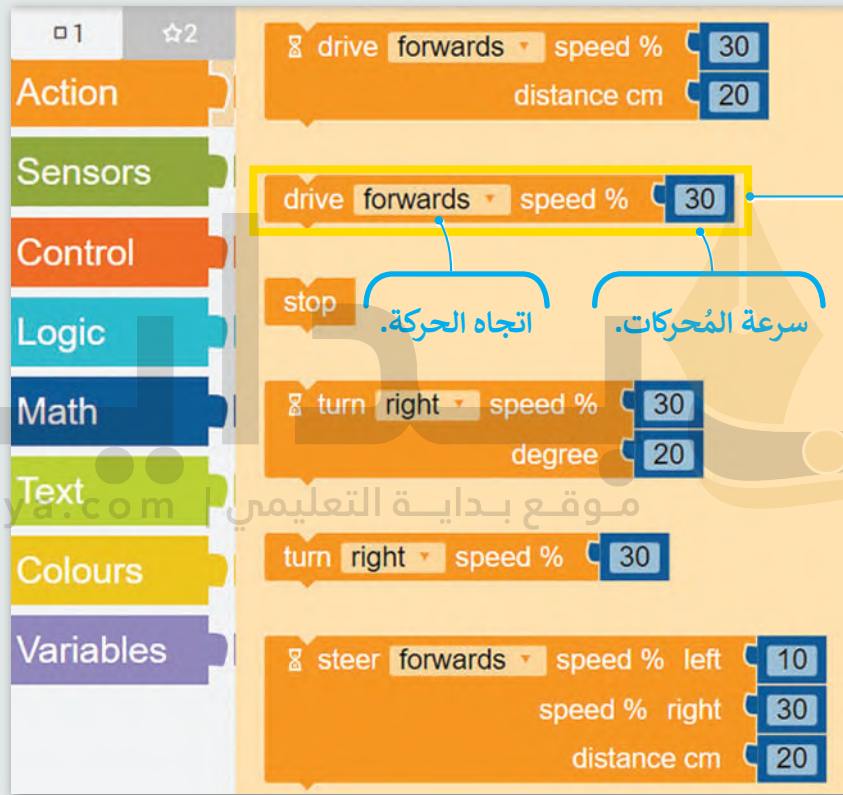 1
2
Action
Sensors
Control
Logic
Math
Text
Colours
Variables
drive forwards speed % 30
distance cm 20
drive forwards speed % 30
اتجاه الحركة.
سرعة المُحركات.
stop
turn right speed % 30
degree 20
turn right speed % 30
steer forwards speed % left 10
speed % right 30
distance cm 20
موقع بداية التعليمي |
ya.com